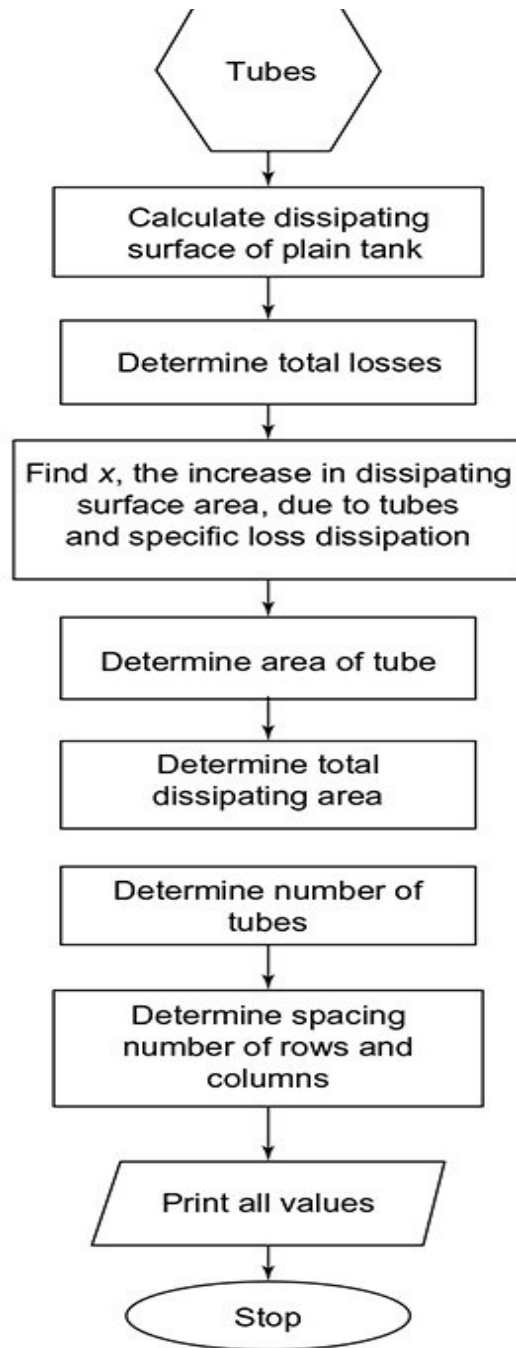 Tubes
Calculate dissipating
surface of plain tank
Determine total losses
Find x, the increase in dissipating
surface area, due to tubes
and specific loss dissipation
Determine area of tube
Determine total
dissipating area
Determine number of
tubes
Determine spacing
number of rows and
columns
Print all values
Stop